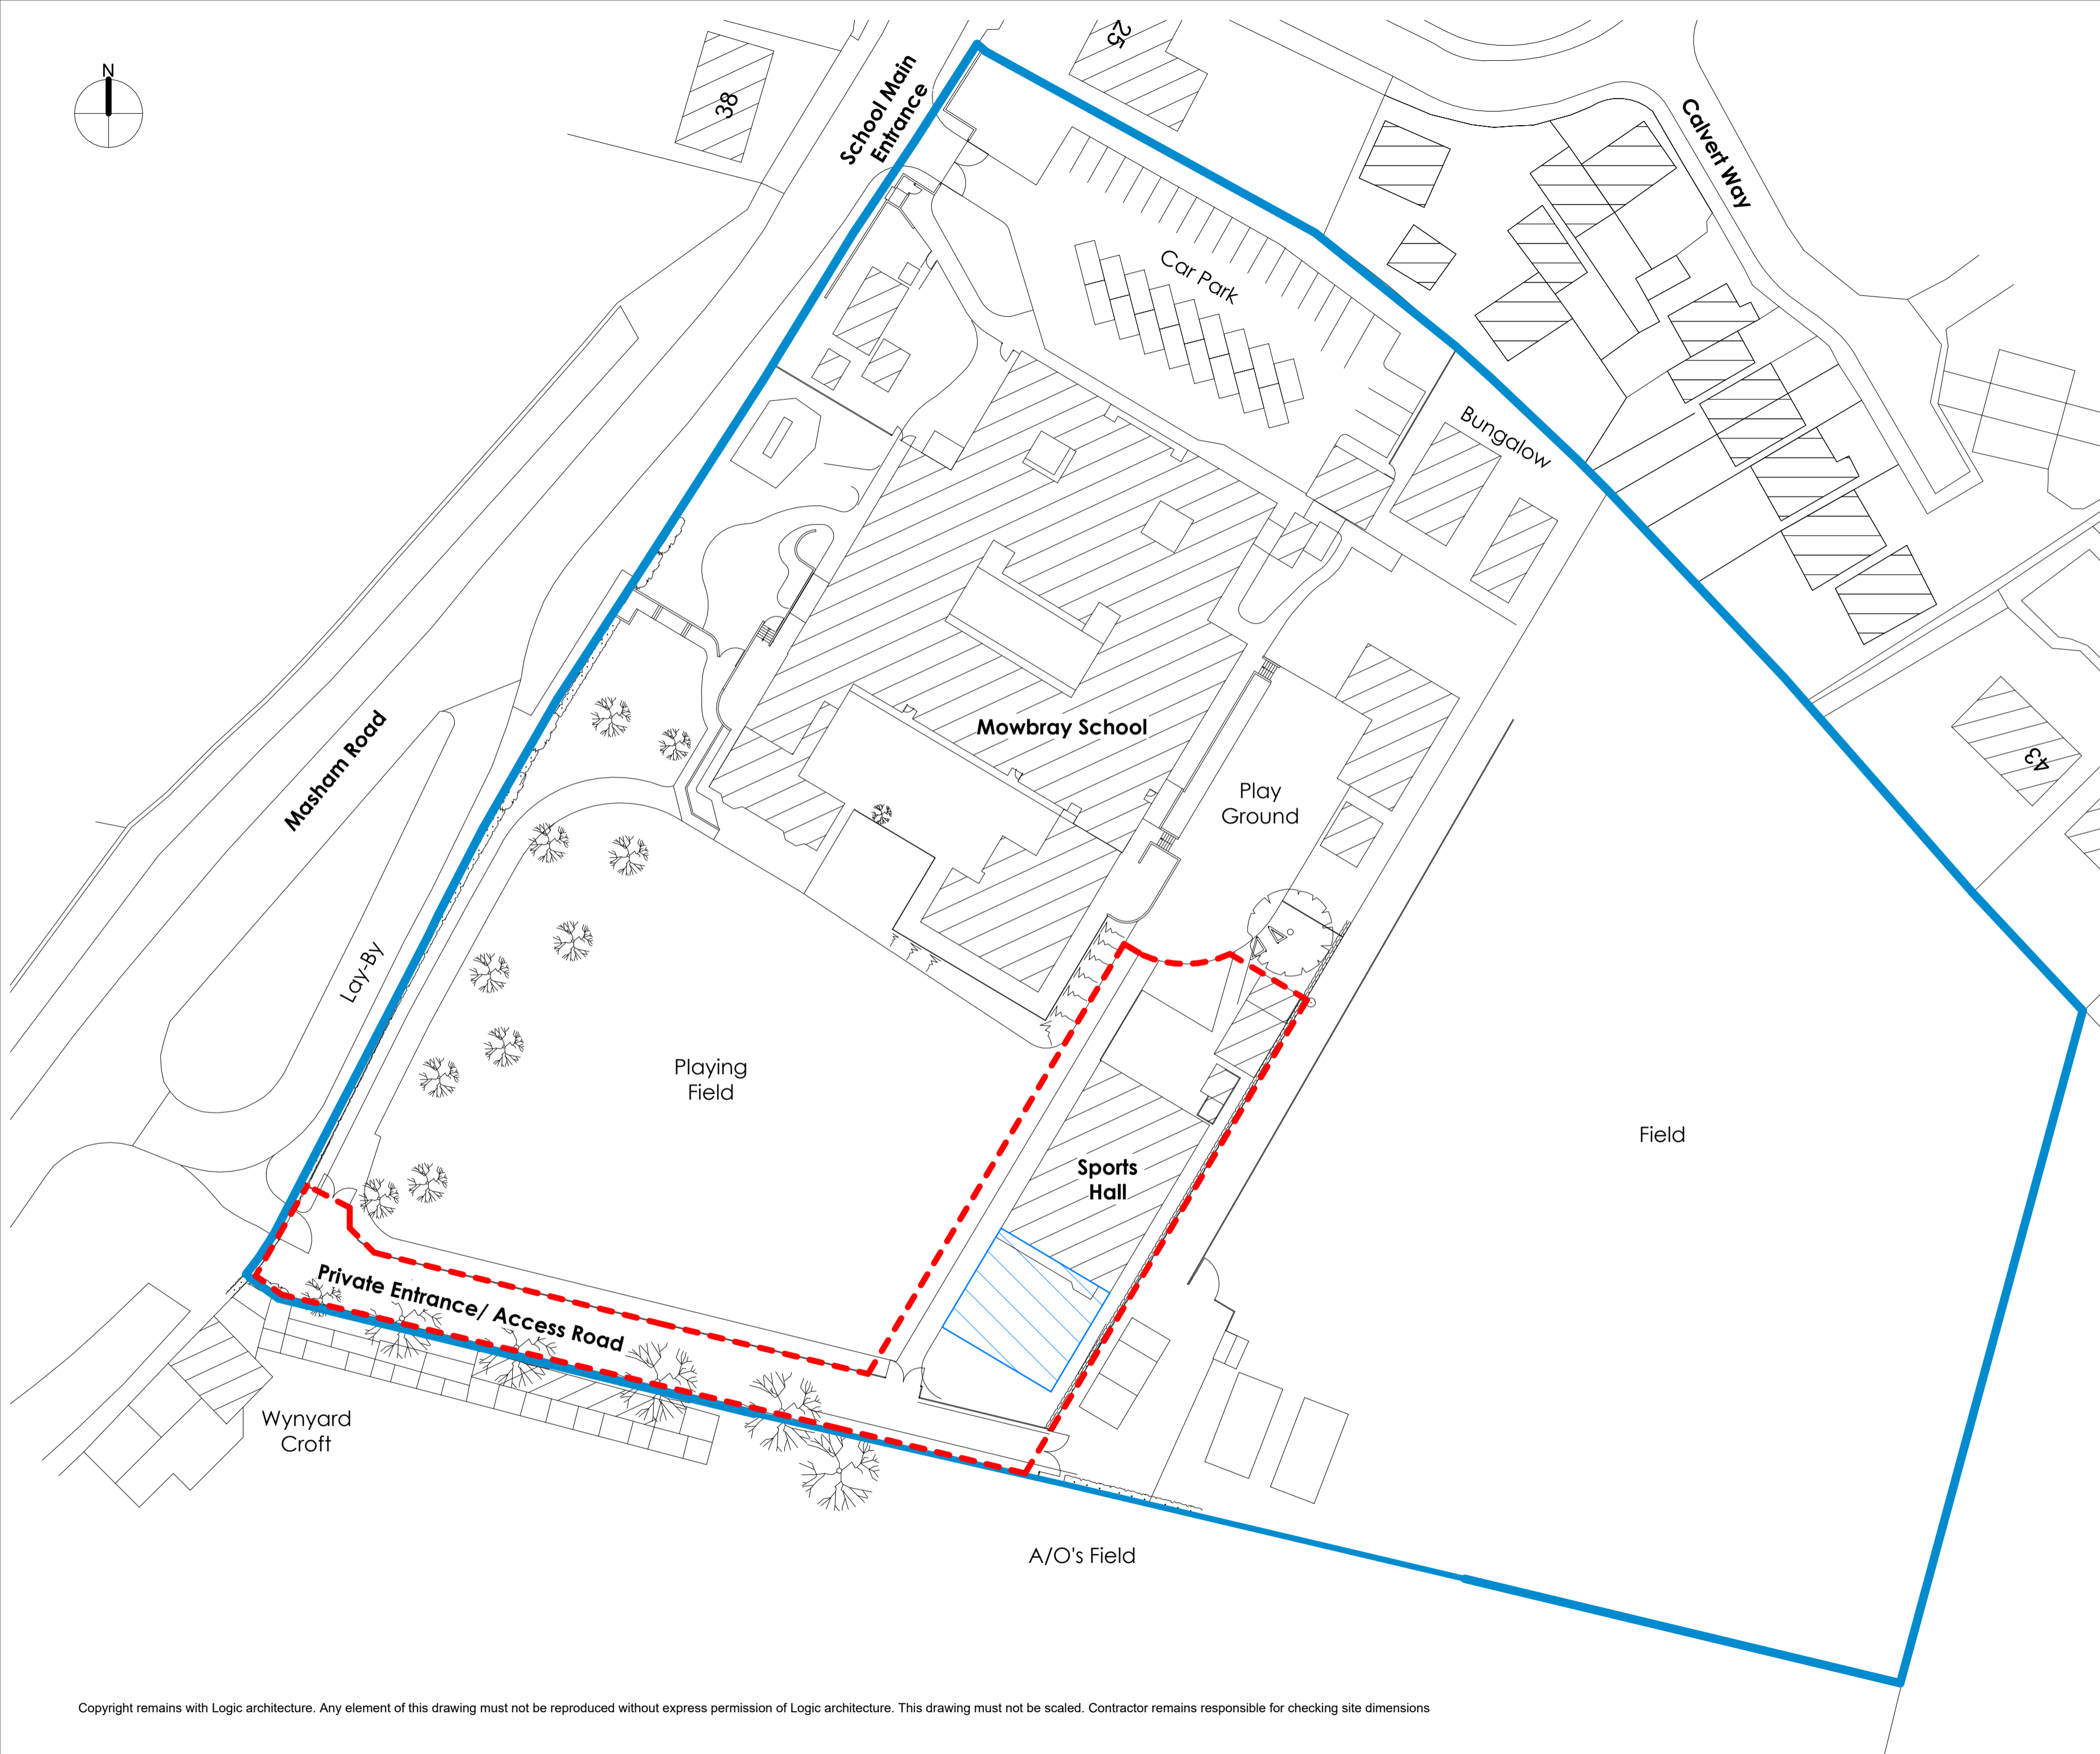 25
N
38
School Main
Entrance
Calvert Way
Car Park
Bungalow
Masham Road
Mowbray School
43
Play
Ground
Lay-By
Playing
Field
Field
Sports
Hall
Private Entrance/ Access Road
Wynyard
Croft
A/O's Field
Copyright remains with Logic architecture. Any element of this drawing must not be reproduced without express permission of Logic architecture. This drawing must not be scaled. Contractor remains responsible for checking site dimensions